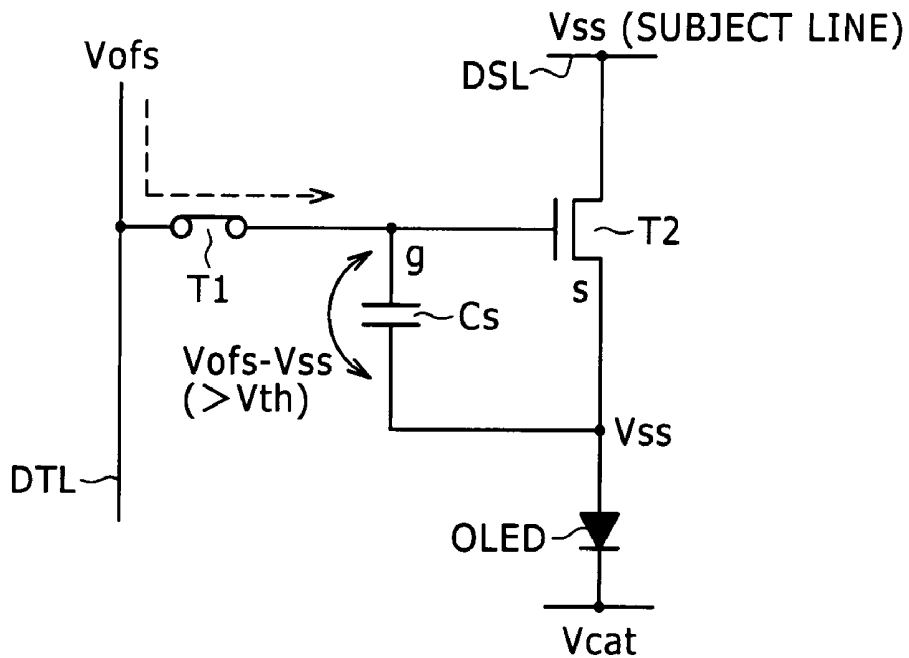 Vss (SUBJECT LINE)
Vofs
DSL
T2
T1
g
s
Cs
Vofs-Vss
(>Vth)
Vss
DTL
OLED
Vcat